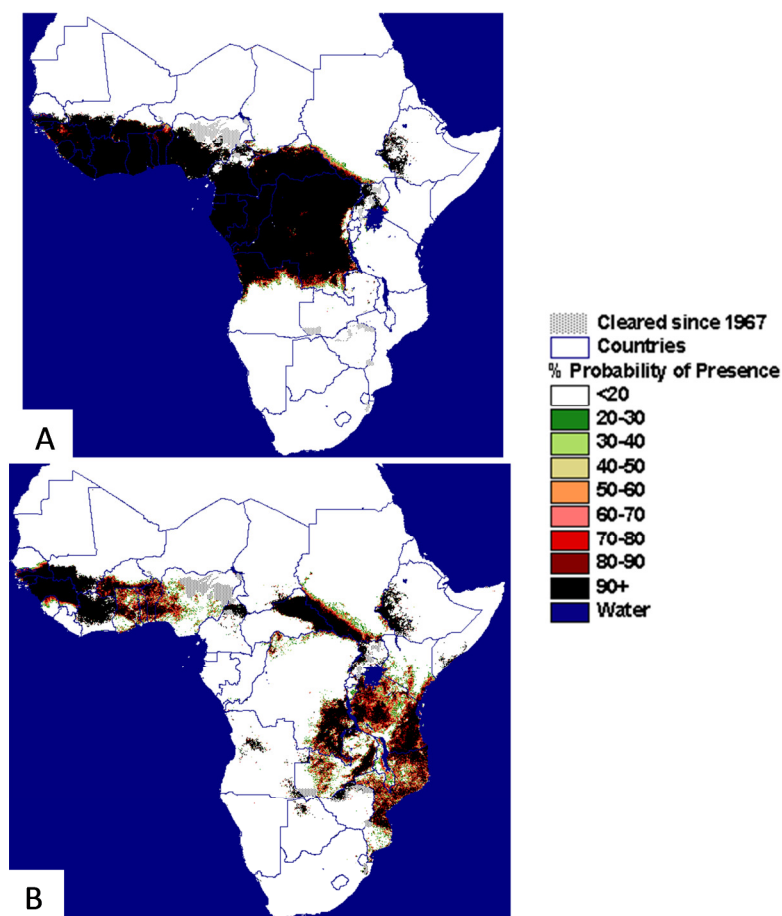 A
Cleared since 1967
Countries
% Probability of Presence
<20
20-30
30-40
40-50
50-60
60-70
70-80
80-90
90+
Water
B